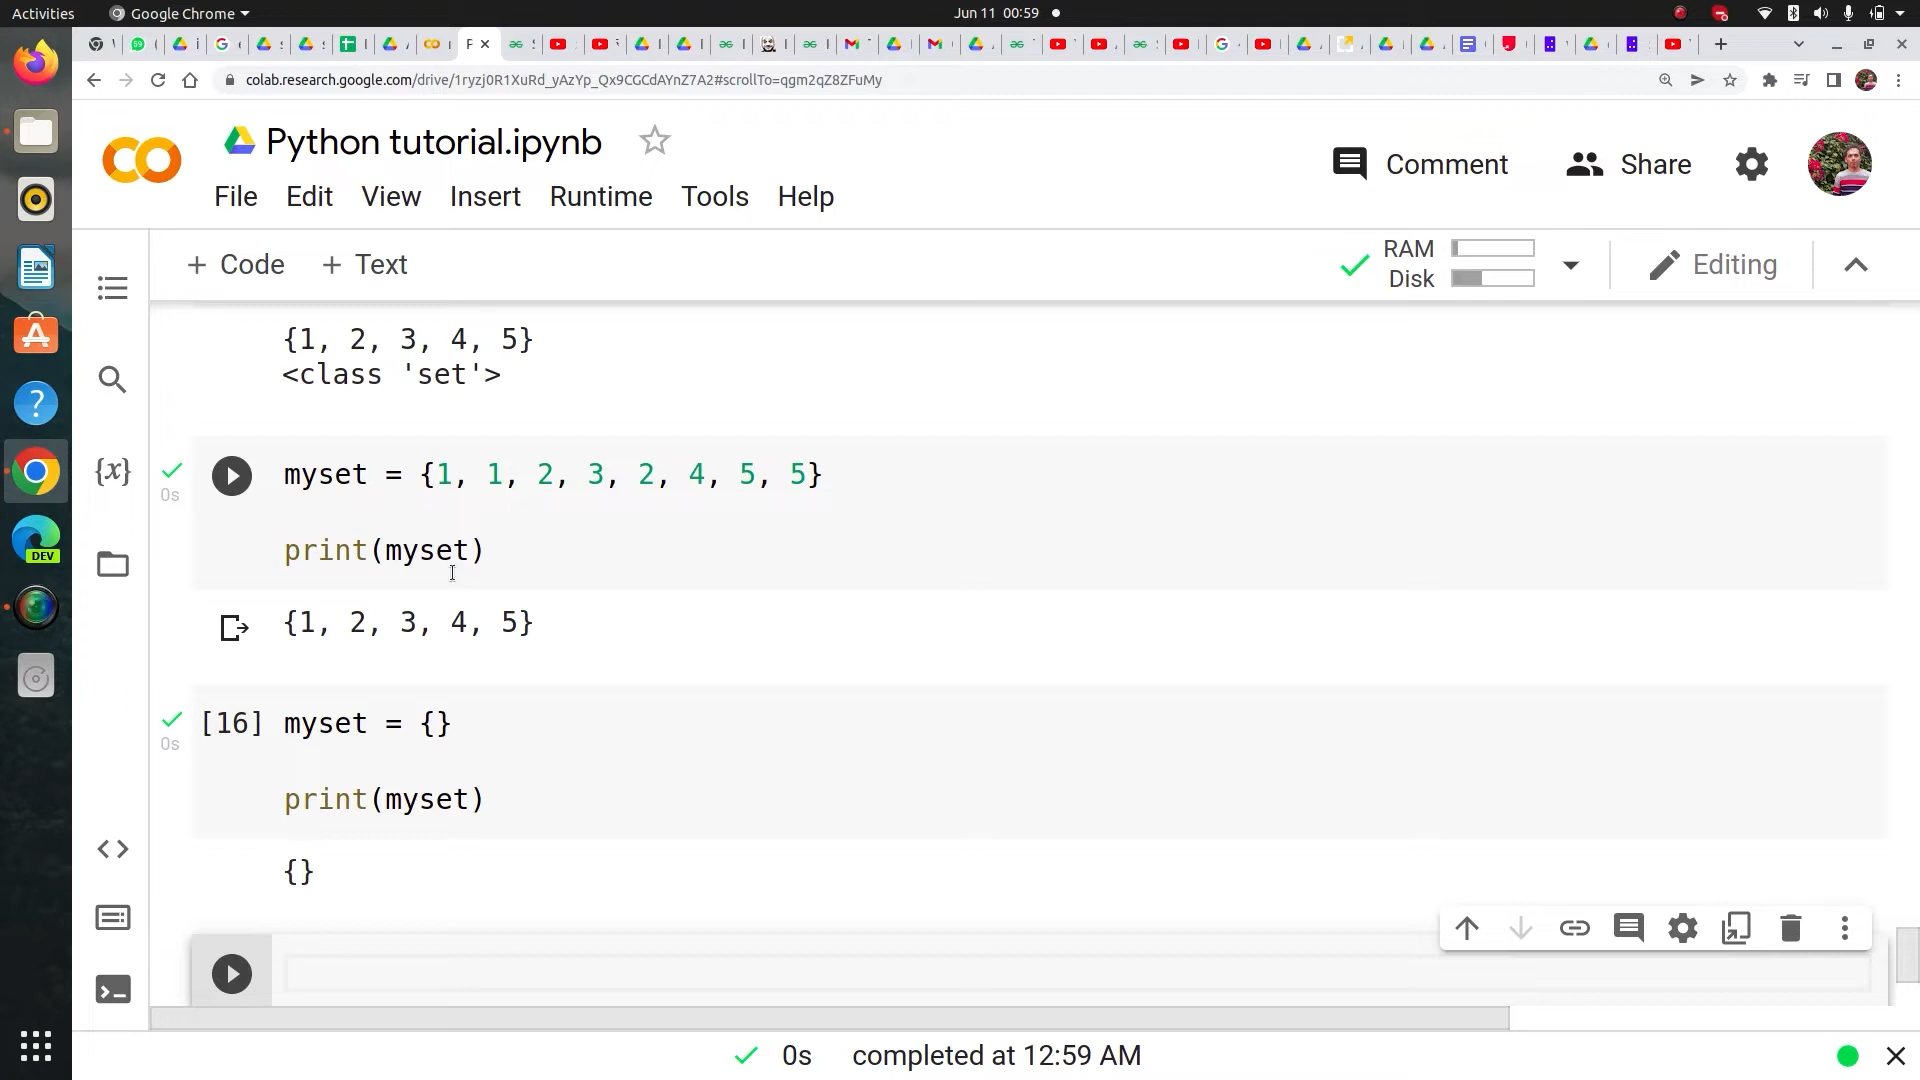 Activities
Google Chrome
Jun 11 00:59
colab.research.google.com/drive/1ryzj0R1XuRd_yAzYp_Qx9CGCdAYnZ7A2#scrollTo=qgm2qZ8ZFuMy
Python tutorial.ipynb
Comment
Share
File Edit View Insert Runtime Tools Help
+ Code + Text
RAM
Disk
Editing
{1, 2, 3, 4, 5}
<class 'set'>
{x}
0s
myset = {1, 1, 2, 3, 2, 4, 5, 5}
print(myset)
{1, 2, 3, 4, 5}
DEV
[16] myset = {}
0s
print(myset)
{}
0s completed at 12:59 AM